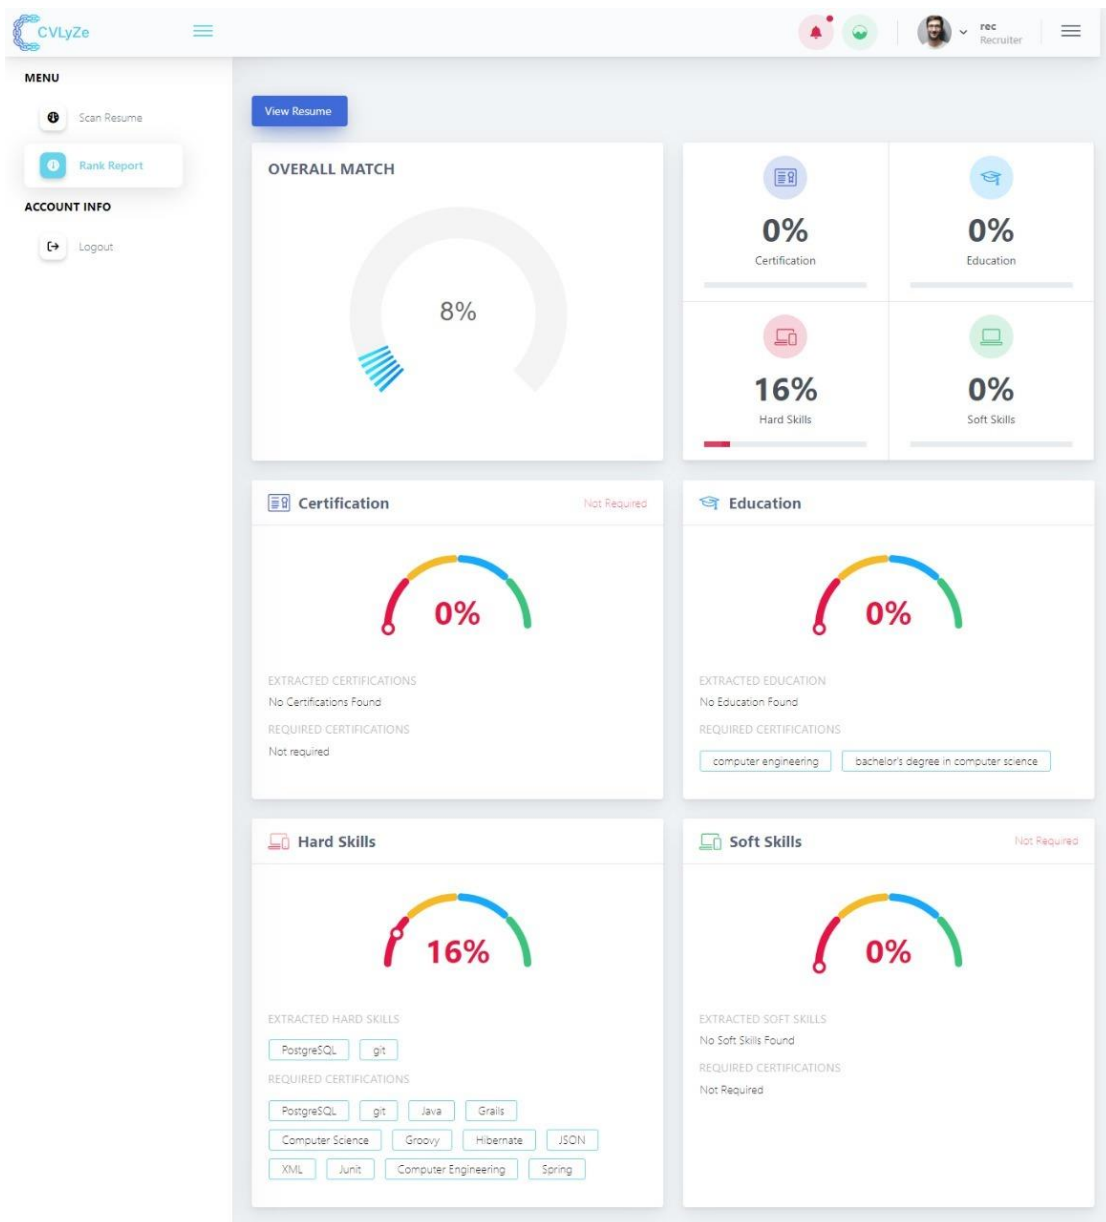 CVLyZe
rec
Recruiter
MENU
Scan Resume
Rank Report
ACCOUNT INFO
Logout
View Resume
OVERALL MATCH
8%
0%
Certification
0%
Education
16%
Hard Skills
0%
Soft Skills
Certification
Not Required
0%
EXTRACTED CERTIFICATIONS
No Certifications Found
REQUIRED CERTIFICATIONS
Not required
Education
0%
EXTRACTED EDUCATION
No Education Found
REQUIRED CERTIFICATIONS
computer engineering
bachelor's degree in computer science
Hard Skills
16%
EXTRACTED HARD SKILLS
PostgreSQL git
REQUIRED CERTIFICATIONS
PostgreSQL git Java Grails
Computer Science Groovy Hibernate JSON
XML Junit Computer Engineering Spring
Soft Skills
Not Required
0%
EXTRACTED SOFT SKILLS
No Soft Skills Found
REQUIRED CERTIFICATIONS
Not Required